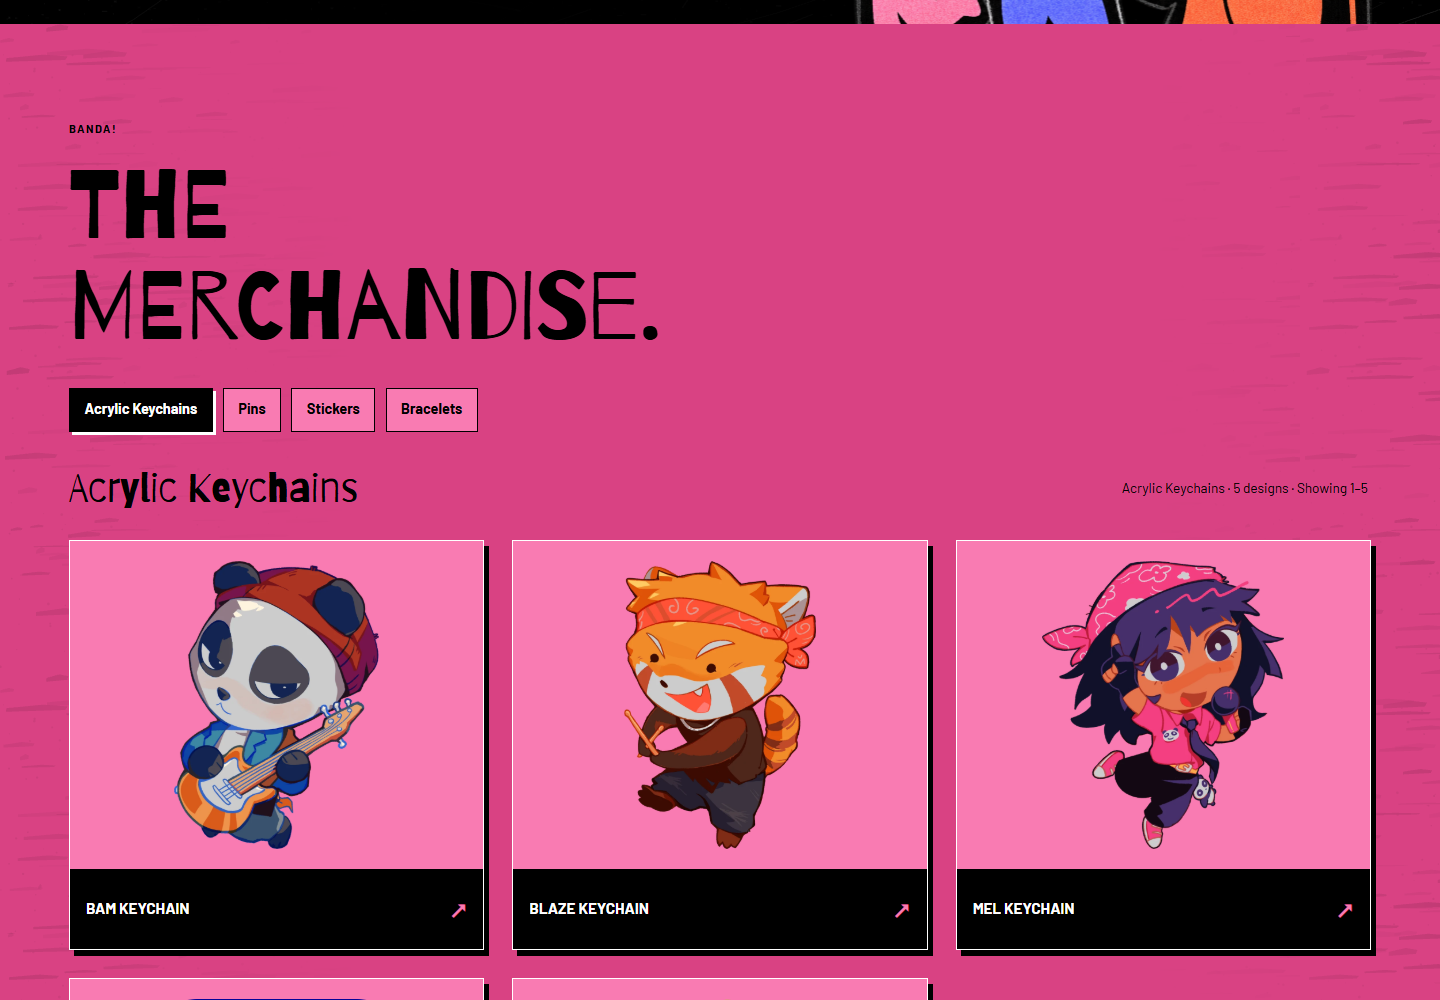 BANDA!
THE
MERCHANDISE.
Acrylic Keychains
Pins
Stickers
Bracelets
Acrylic Keychains
Acrylic Keychains · 5 designs · Showing 1–5
BAM KEYCHAIN
BLAZE KEYCHAIN
MEL KEYCHAIN